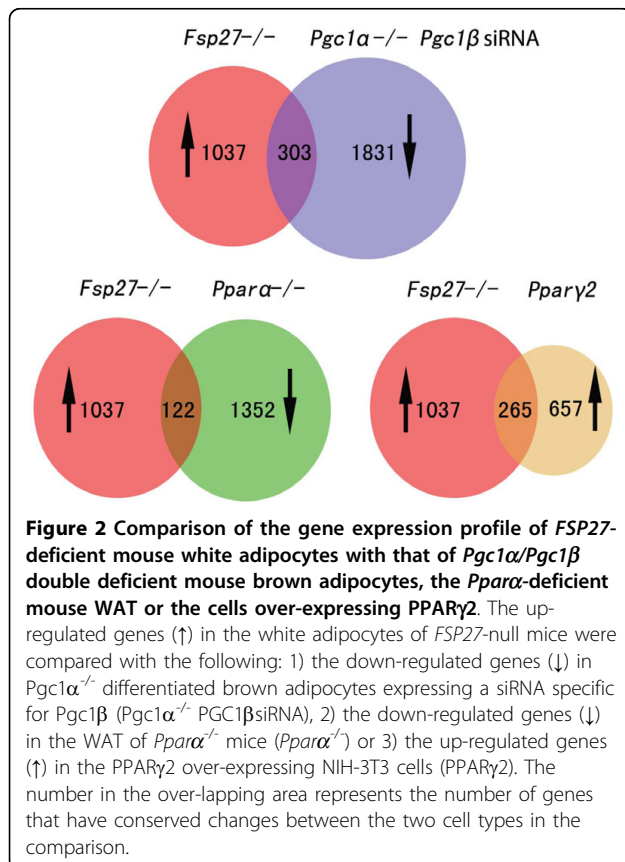 Fsp27-/- Pgc1α-/- Pgc1β siRNA
↑ 1037 303 1831 ↓
Fsp27-/- Pparα-/- Fsp27-/- Pparγ2
↑ 1037 122 1352 ↓ ↑ 1037 265 657 ↑
Figure 2 Comparison of the gene expression profile of FSP27-
deficient mouse white adipocytes with that of Pgc1α/Pgc1β
double deficient mouse brown adipocytes, the Pparα-deficient
mouse WAT or the cells over-expressing PPARγ2. The up-
regulated genes (↑) in the white adipocytes of FSP27-null mice were
compared with the following: 1) the down-regulated genes (↓) in
Pgc1α-/- differentiated brown adipocytes expressing a siRNA specific
for Pgc1β (Pgc1α-/- PGC1βsiRNA), 2) the down-regulated genes (↓)
in the WAT of Pparα-/- mice (Pparα-/-) or 3) the up-regulated genes
(↑) in the PPARγ2 over-expressing NIH-3T3 cells (PPARγ2). The
number in the over-lapping area represents the number of genes
that have conserved changes between the two cell types in the
comparison.